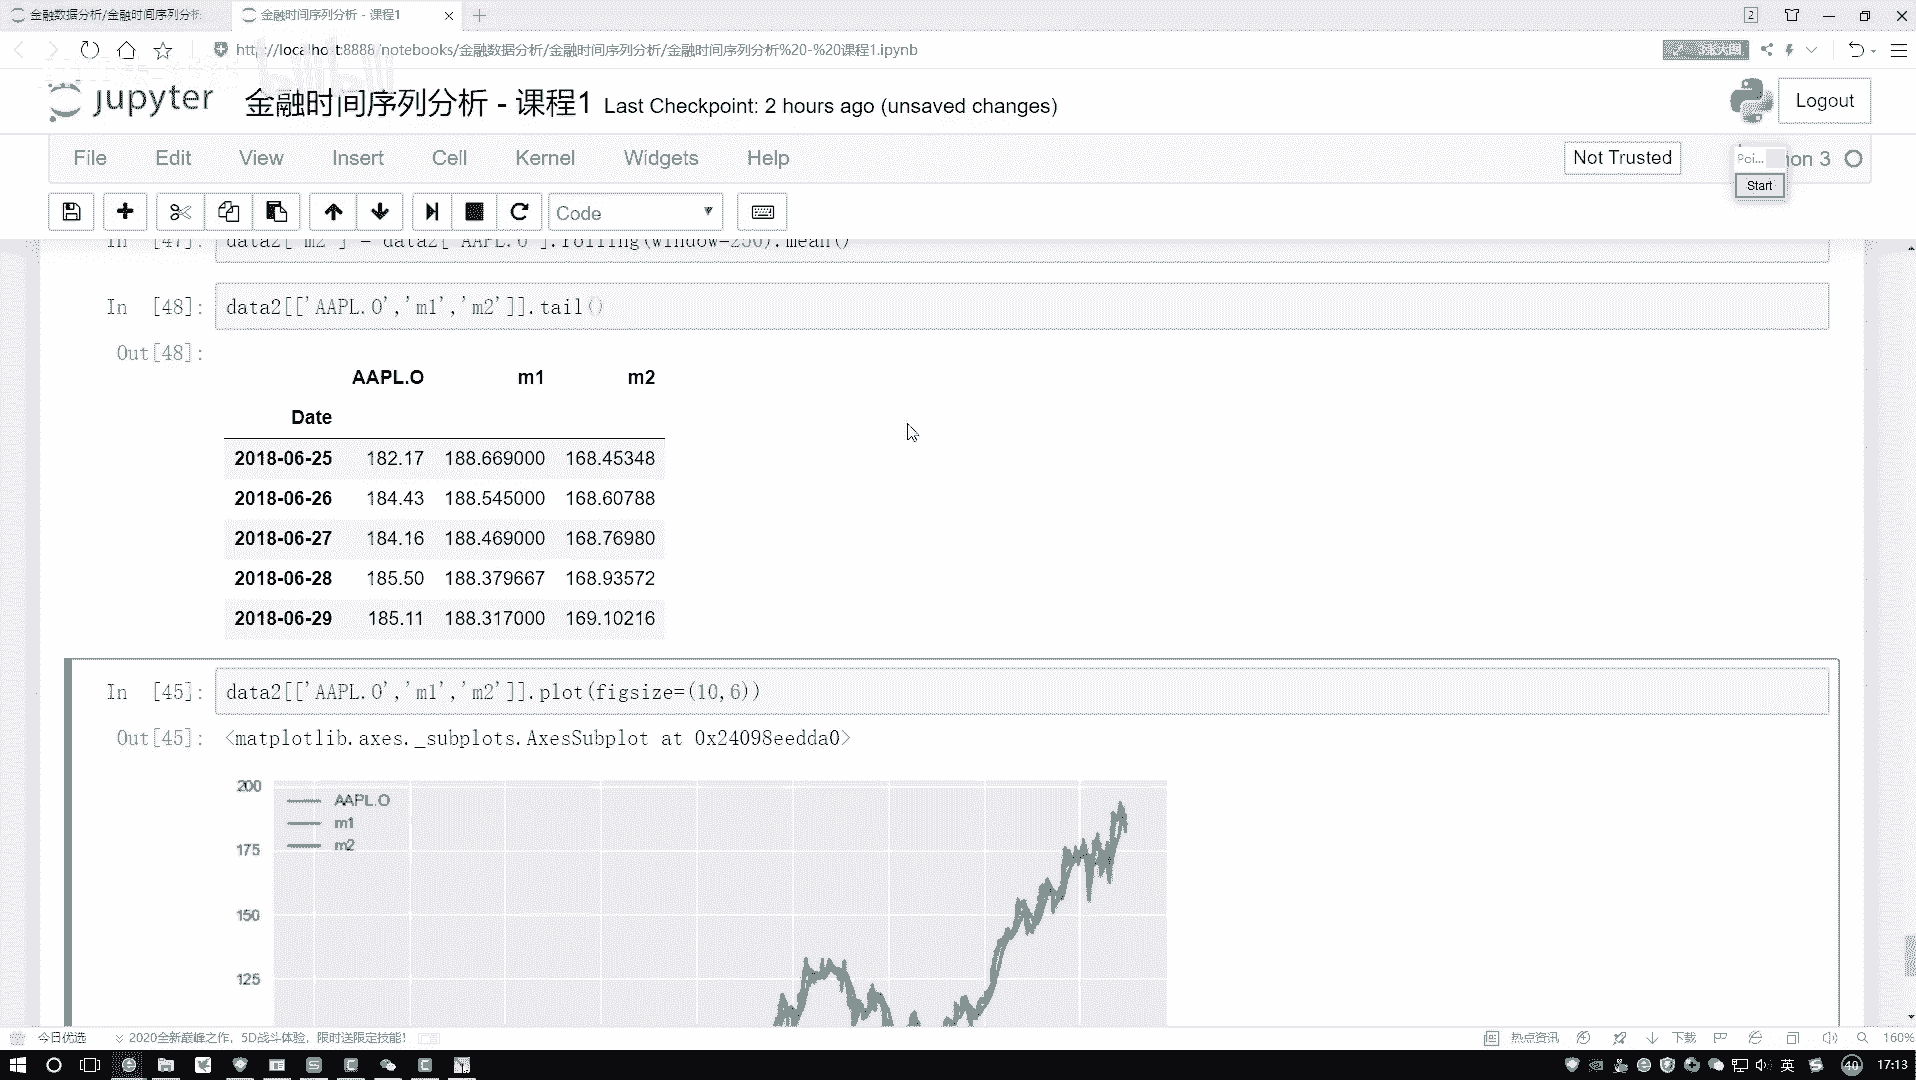 金融数据分析/金融时间序列分析
金融时间序列分析 - 课程1
2
http://localhost:8888/notebooks/金融数据分析/金融时间序列分析/金融时间序列分析%20-%20课程1.ipynb
jupyter 金融时间序列分析 - 课程1 Last Checkpoint: 2 hours ago (unsaved changes)
Logout
File Edit View Insert Cell Kernel Widgets Help
Not Trusted
Poi...
on 3
Start
Code
In [47]: data2['m2'] = data2['AAPL.O'].rolling(window=250).mean()
In [48]: data2[['AAPL.O','m1','m2']].tail()
Out[48]:
AAPL.O m1 m2
Date
2018-06-25 182.17 188.669000 168.45348
2018-06-26 184.43 188.545000 168.60788
2018-06-27 184.16 188.469000 168.76980
2018-06-28 185.50 188.379667 168.93572
2018-06-29 185.11 188.317000 169.10216
In [45]: data2[['AAPL.O','m1','m2']].plot(figsize=(10,6))
Out[45]: <matplotlib.axes._subplots.AxesSubplot at 0x24098eedda0>
200
175
150
125
AAPL.O
m1
m2
今日优选
2020全新巅峰之作，5D战斗体验，限时送限定技能!
热点资讯
下载
160%
英
40
17:13